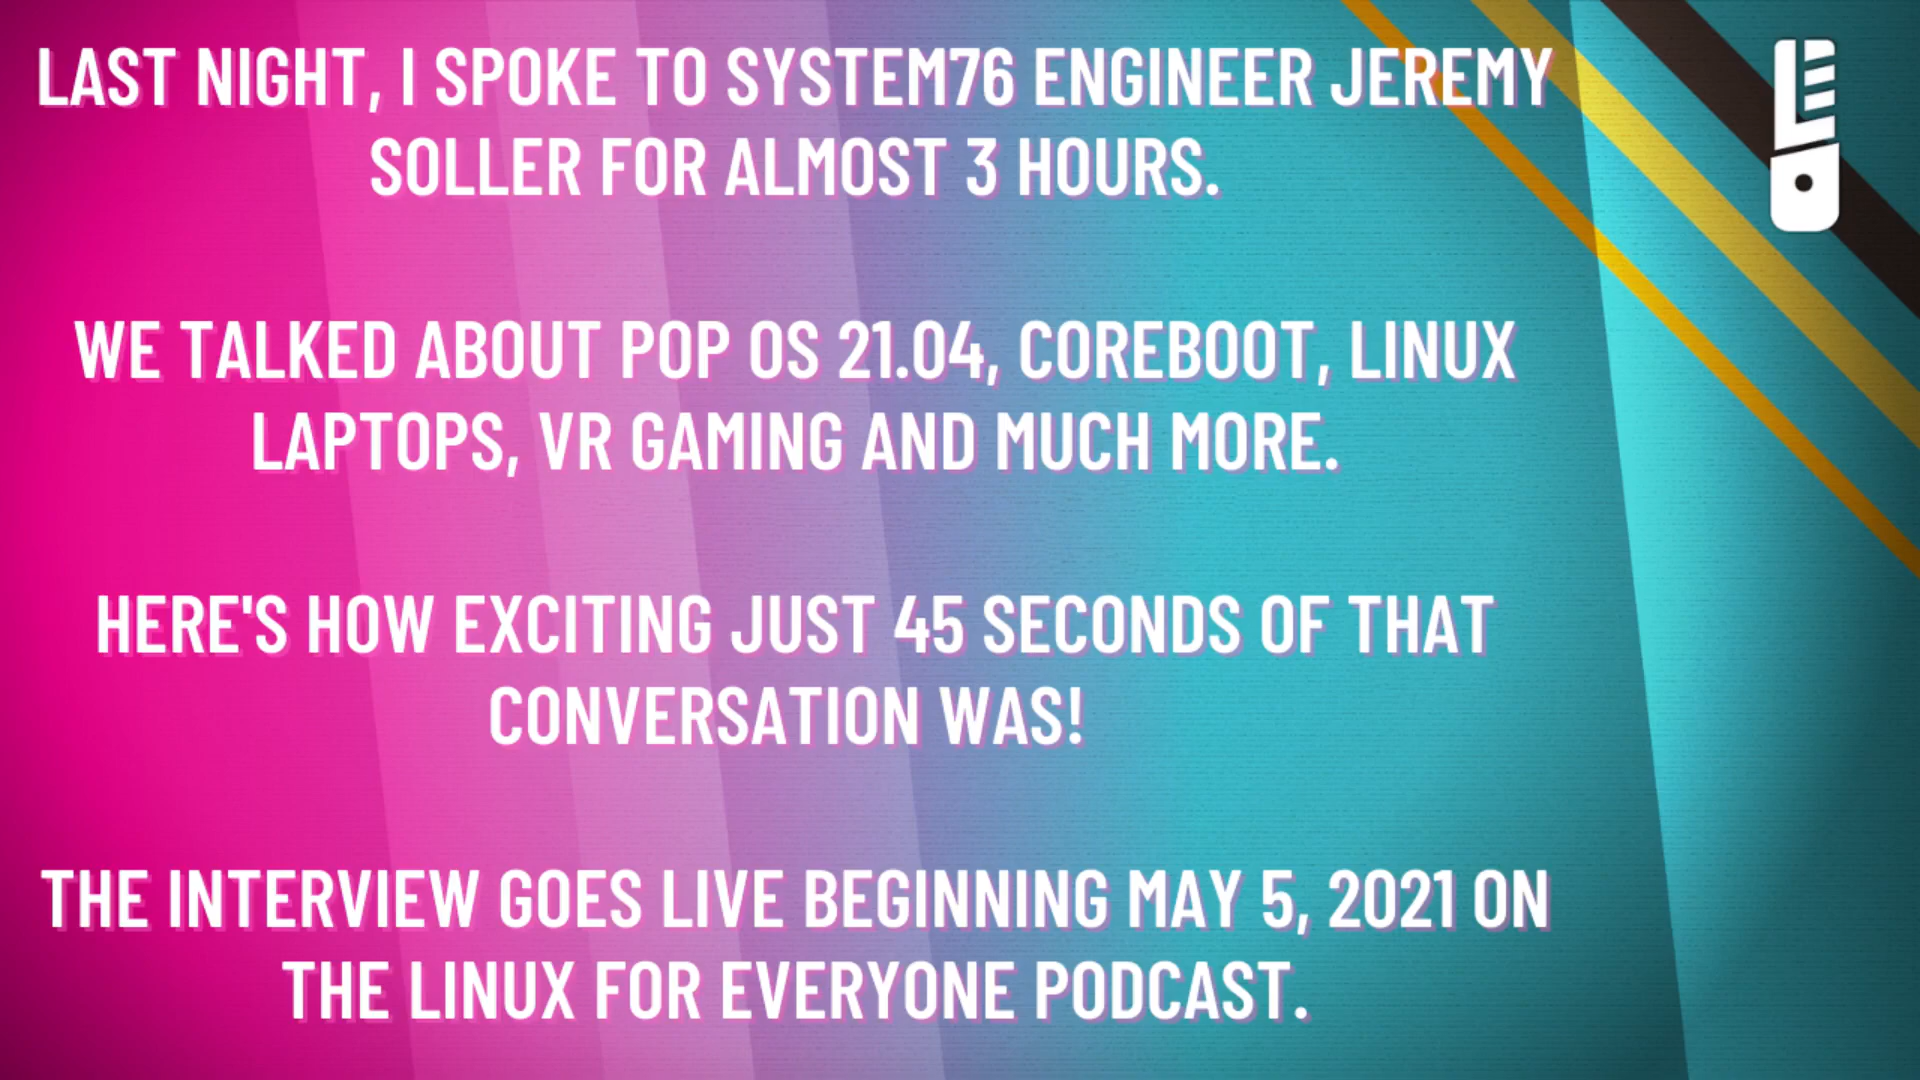 LAST NIGHT, I SPOKE TO SYSTEM76 ENGINEER JEREMY
SOLLER FOR ALMOST 3 HOURS.
WE TALKED ABOUT POP OS 21.04, COREBOOT, LINUX
LAPTOPS, VR GAMING AND MUCH MORE.
HERE'S HOW EXCITING JUST 45 SECONDS OF THAT
CONVERSATION WAS!
THE INTERVIEW GOES LIVE BEGINNING MAY 5, 2021 ON
THE LINUX FOR EVERYONE PODCAST.